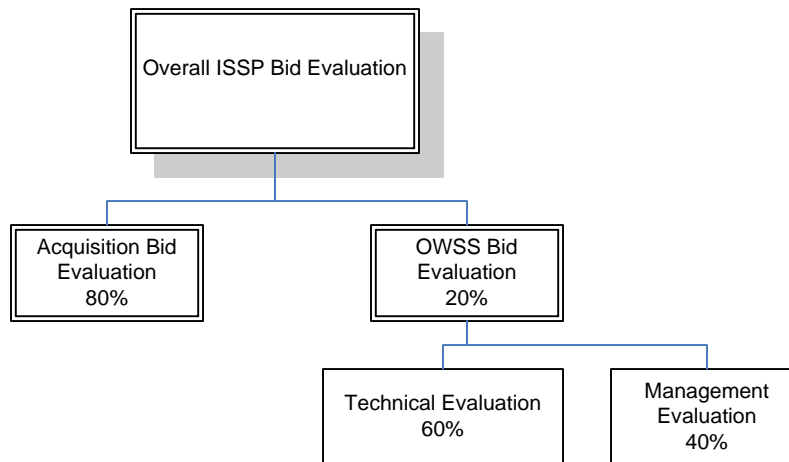 Overall ISSP Bid Evaluation
Acquisition Bid
Evaluation
80%
OWSS Bid
Evaluation
20%
Technical Evaluation
60%
Management
Evaluation
40%